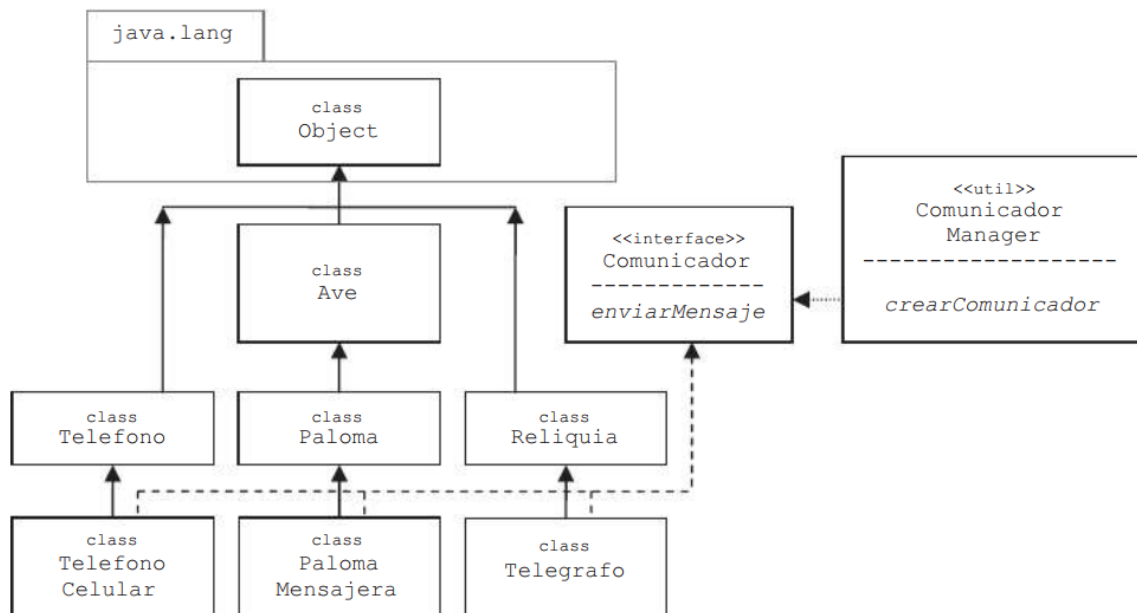 java.lang
class
Object
<<util>>
Comunicador
Manager
-------------------
crearComunicador
<<interface>>
Comunicador
-------------
enviarMensaje
class
Ave
class
Telefono
class
Paloma
class
Reliquia
class
Telefono
Celular
class
Paloma
Mensajera
class
Telegrafo